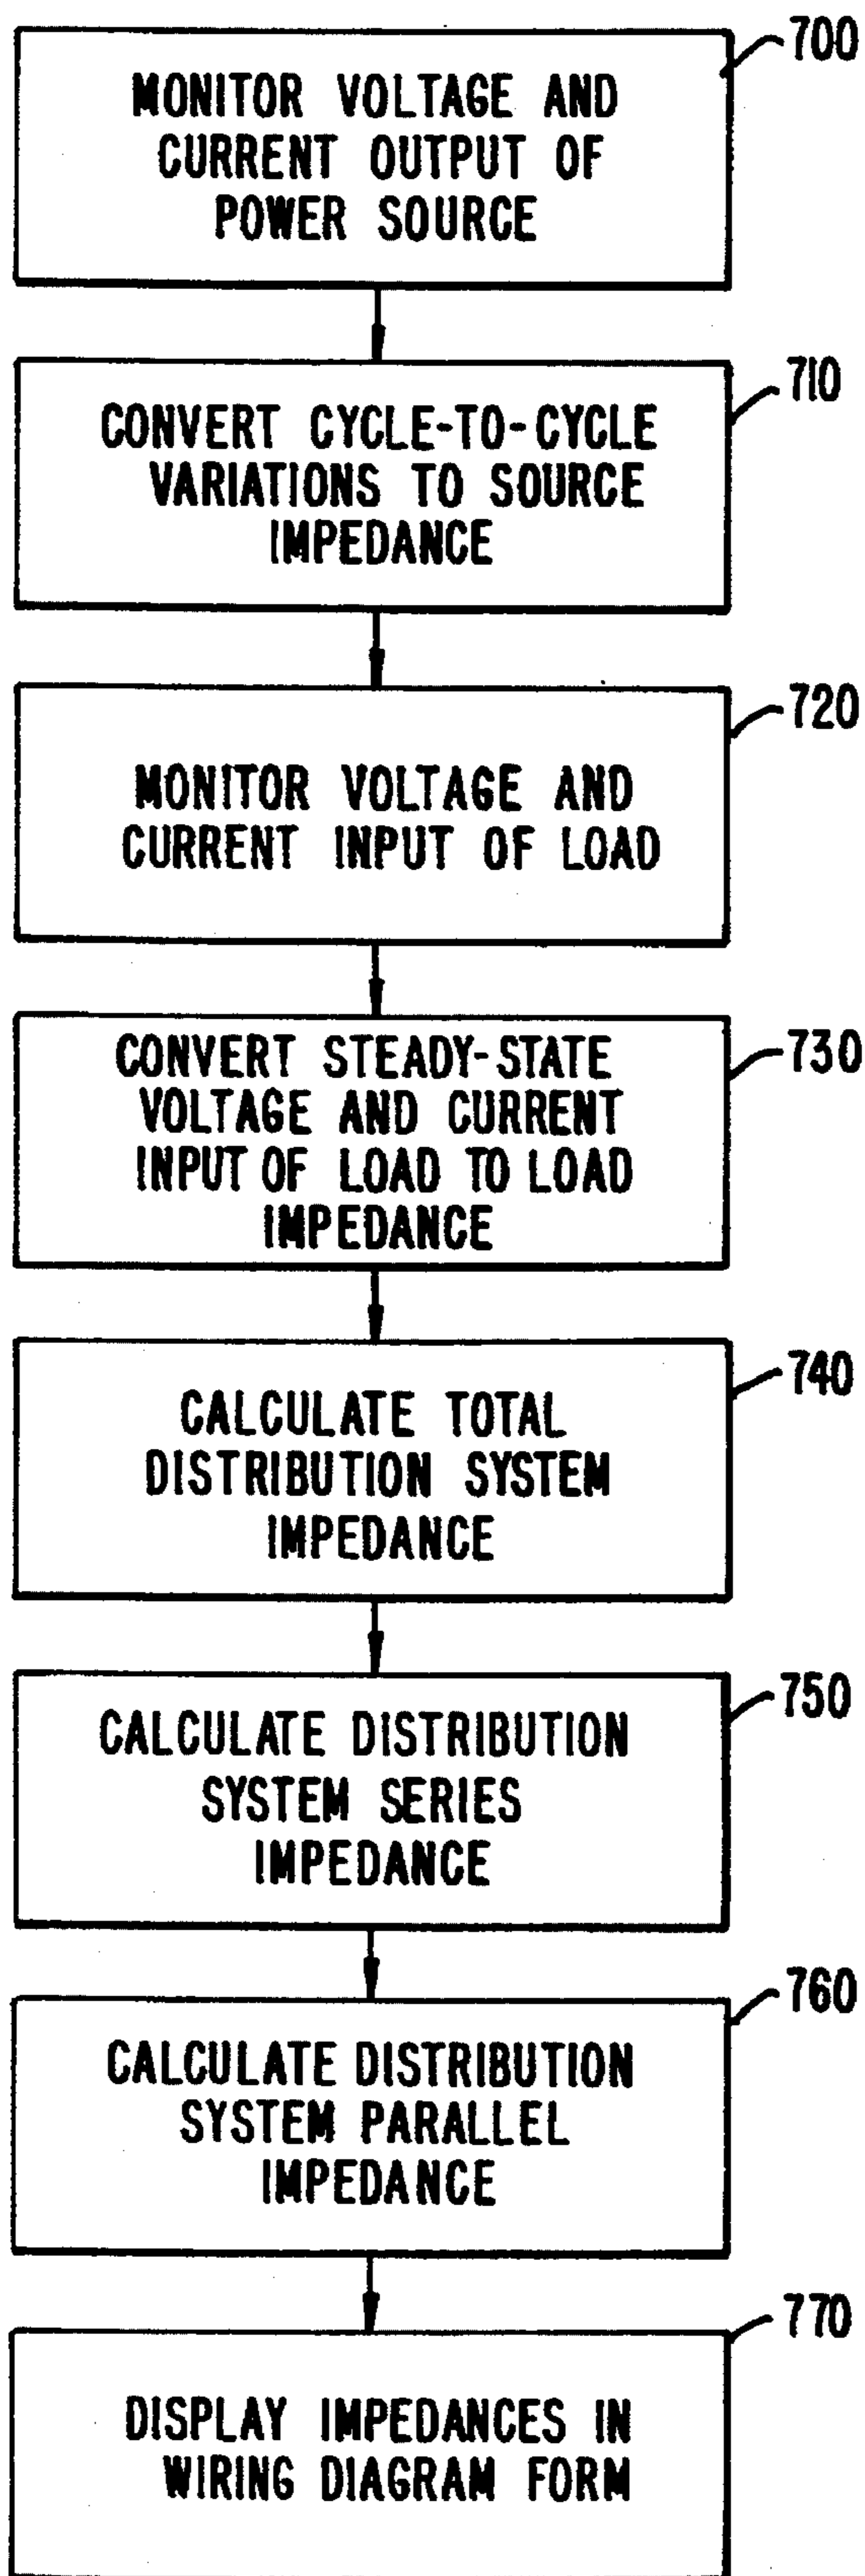 700
MONITOR VOLTAGE AND
CURRENT OUTPUT OF
POWER SOURCE
710
CONVERT CYCLE-TO-CYCLE
VARIATIONS TO SOURCE
IMPEDANCE
720
MONITOR VOLTAGE AND
CURRENT INPUT OF LOAD
730
CONVERT STEADY-STATE
VOLTAGE AND CURRENT
INPUT OF LOAD TO LOAD
IMPEDANCE
740
CALCULATE TOTAL
DISTRIBUTION SYSTEM
IMPEDANCE
750
CALCULATE DISTRIBUTION
SYSTEM SERIES
IMPEDANCE
760
CALCULATE DISTRIBUTION
SYSTEM PARALLEL
IMPEDANCE
770
DISPLAY IMPEDANCES IN
WIRING DIAGRAM FORM